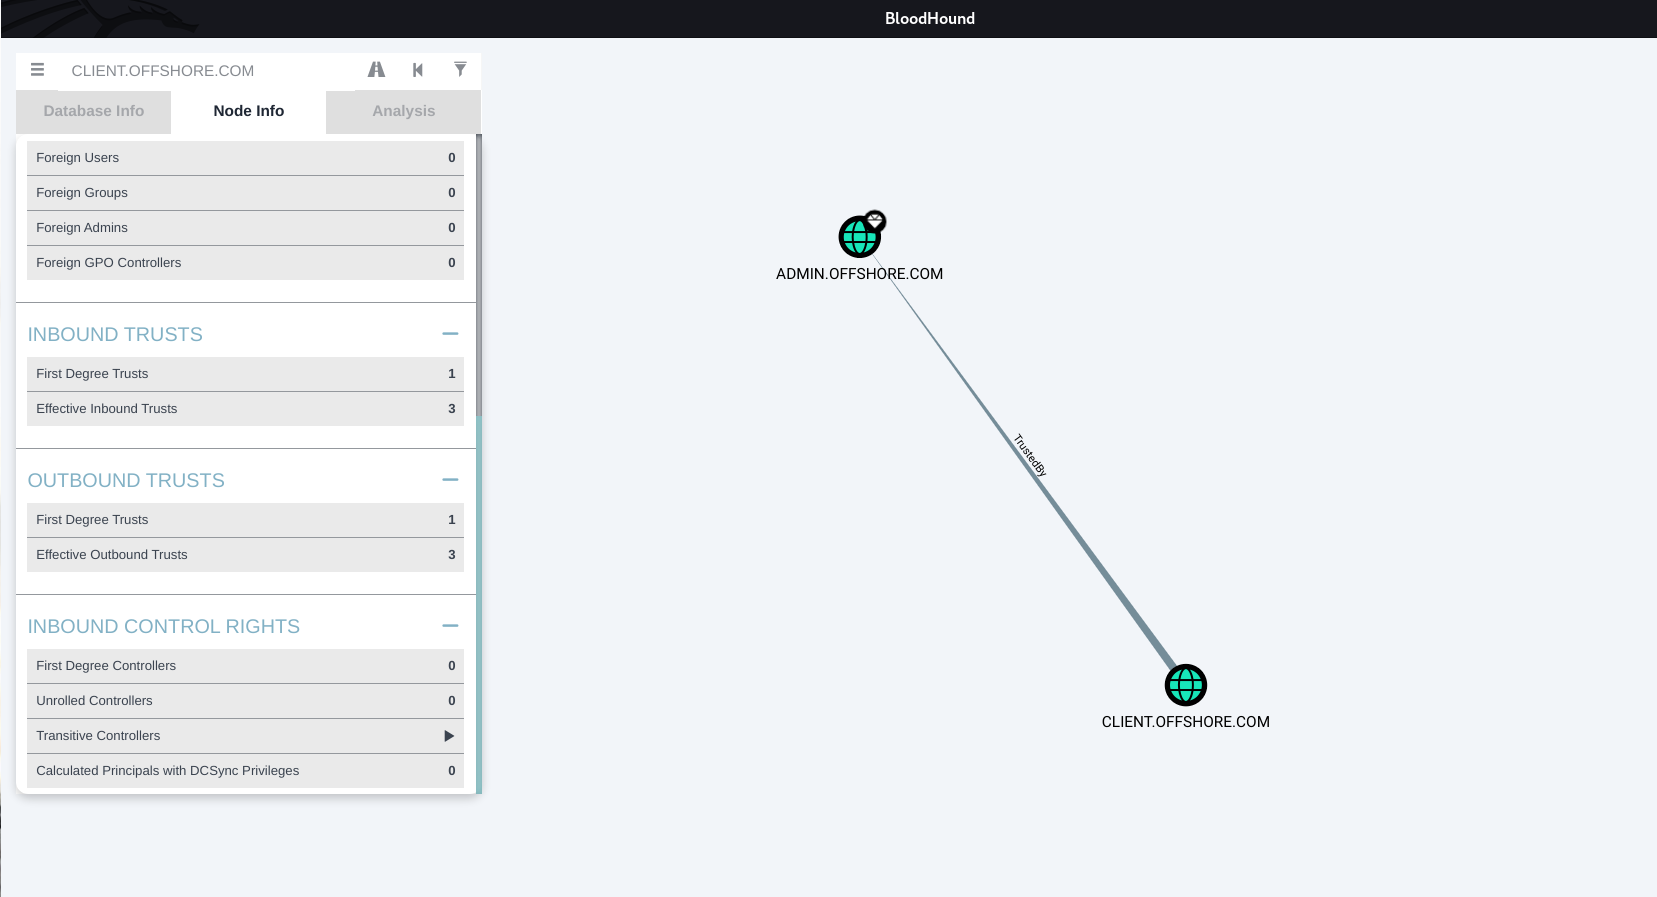 BloodHound
CLIENT.OFFSHORE.COM
Database Info
Node Info
Analysis
Foreign Users 0
Foreign Groups 0
Foreign Admins 0
Foreign GPO Controllers 0
INBOUND TRUSTS
First Degree Trusts 1
Effective Inbound Trusts 3
OUTBOUND TRUSTS
First Degree Trusts 1
Effective Outbound Trusts 3
INBOUND CONTROL RIGHTS
First Degree Controllers 0
Unrolled Controllers 0
Transitive Controllers
Calculated Principals with DCSync Privileges 0
ADMIN.OFFSHORE.COM
TrustedBy
CLIENT.OFFSHORE.COM